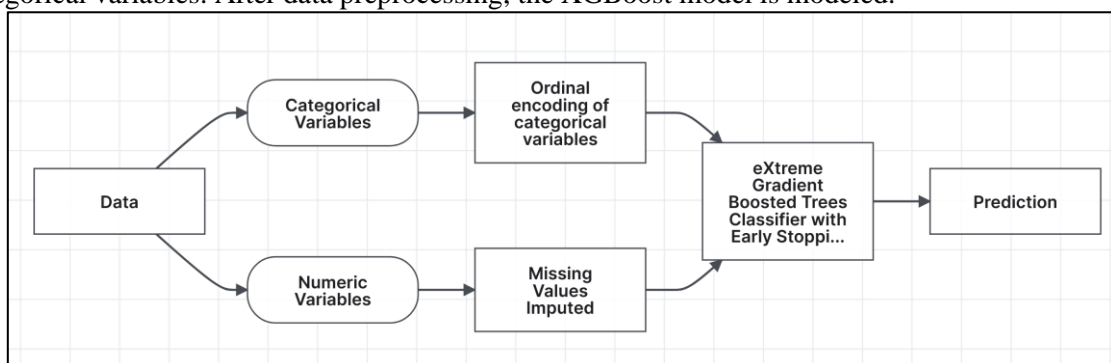 egorical variables. After data preprocessing, the XGBoost model is modeled.
Categorical
Variables
Ordinal
encoding of
categorical
variables
Data
eXtreme
Gradient
Boosted Trees
Classifier with
Early Stoppi...
Prediction
Numeric
Variables
Missing
Values
Imputed